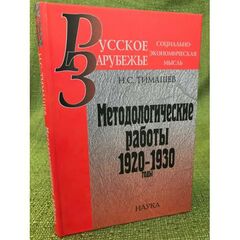 РУССКОЕ
ЗАРУБЕЖЬЕ
СОЦИАЛЬНО-
ЭКОНОМИЧЕСКАЯ
МЫСЛЬ
Н.С. ТИМАШЕВ
Методологические
работы
1920-1930
годы
НАУКА